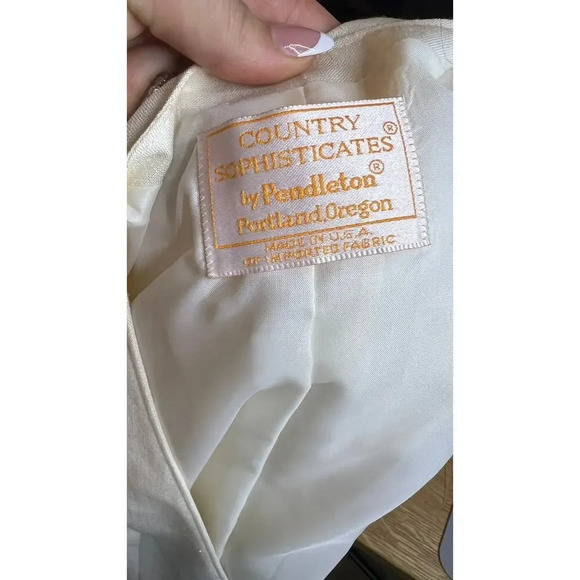 COUNTRY
SOPHISTICATES®
by Pendleton®
Portland, Oregon
MADE IN U.S.A.
OF IMPORTED FABRIC